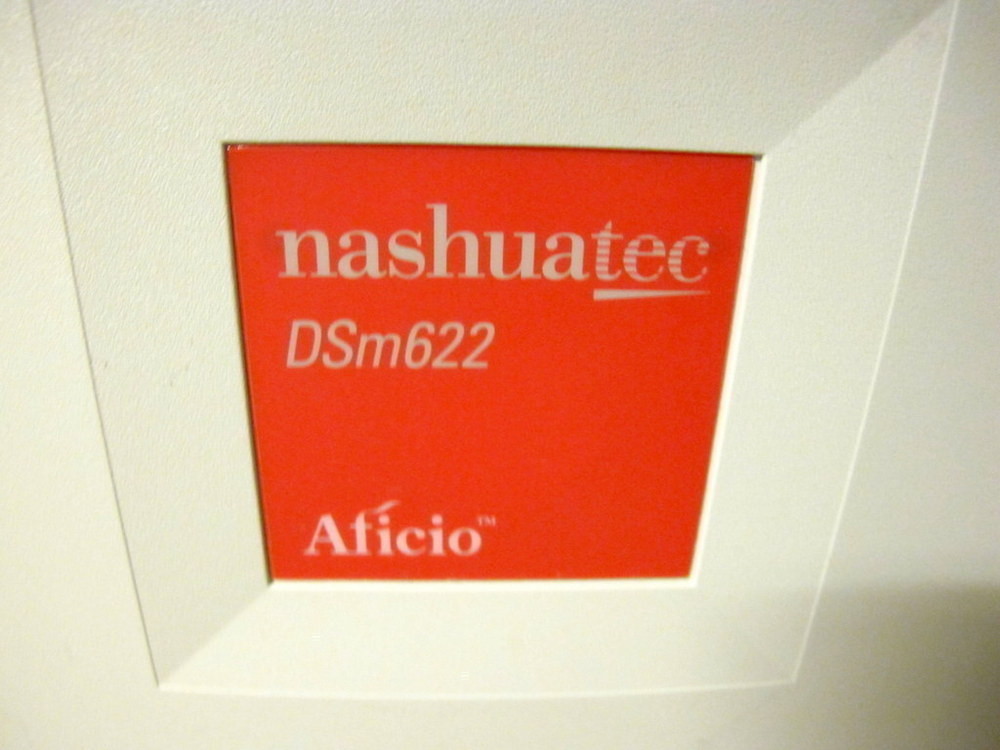 nashuatec
DSm622
Aficio™